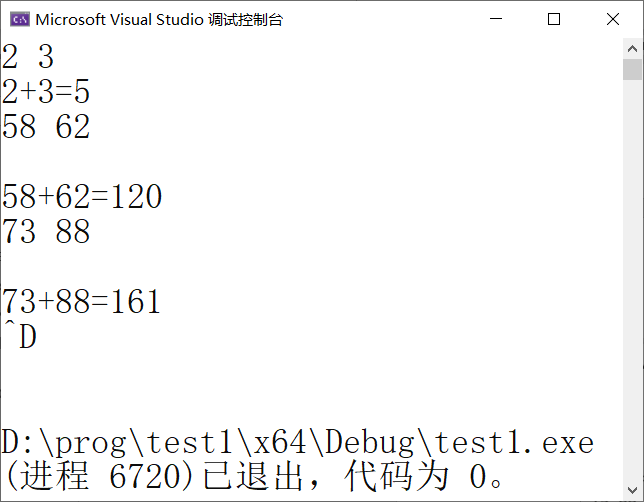 Microsoft Visual Studio 调试控制台
2 3
2+3=5
58 62
58+62=120
73 88
73+88=161
^D
D:\prog\test1\x64\Debug\test1.exe
(进程 6720)已退出，代码为 0。